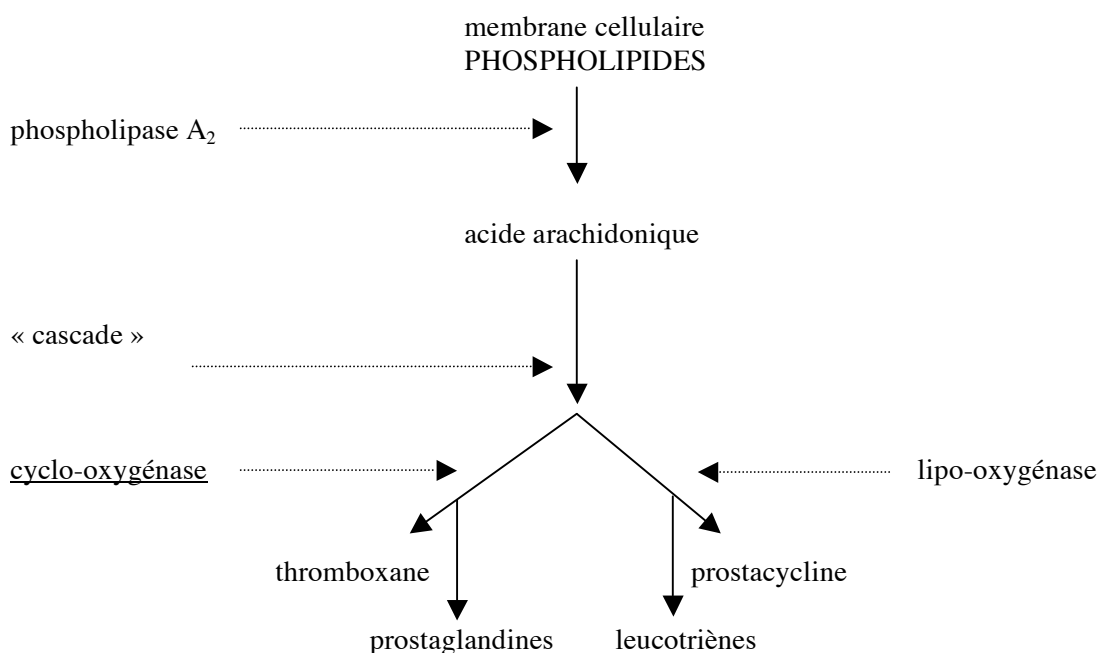 membrane cellulaire
PHOSPHOLIPIDES
phospholipase A₂
acide arachidonique
« cascade »
cyclo-oxygénase
lipo-oxygénase
thromboxane
prostacycline
prostaglandines
leucotriènes